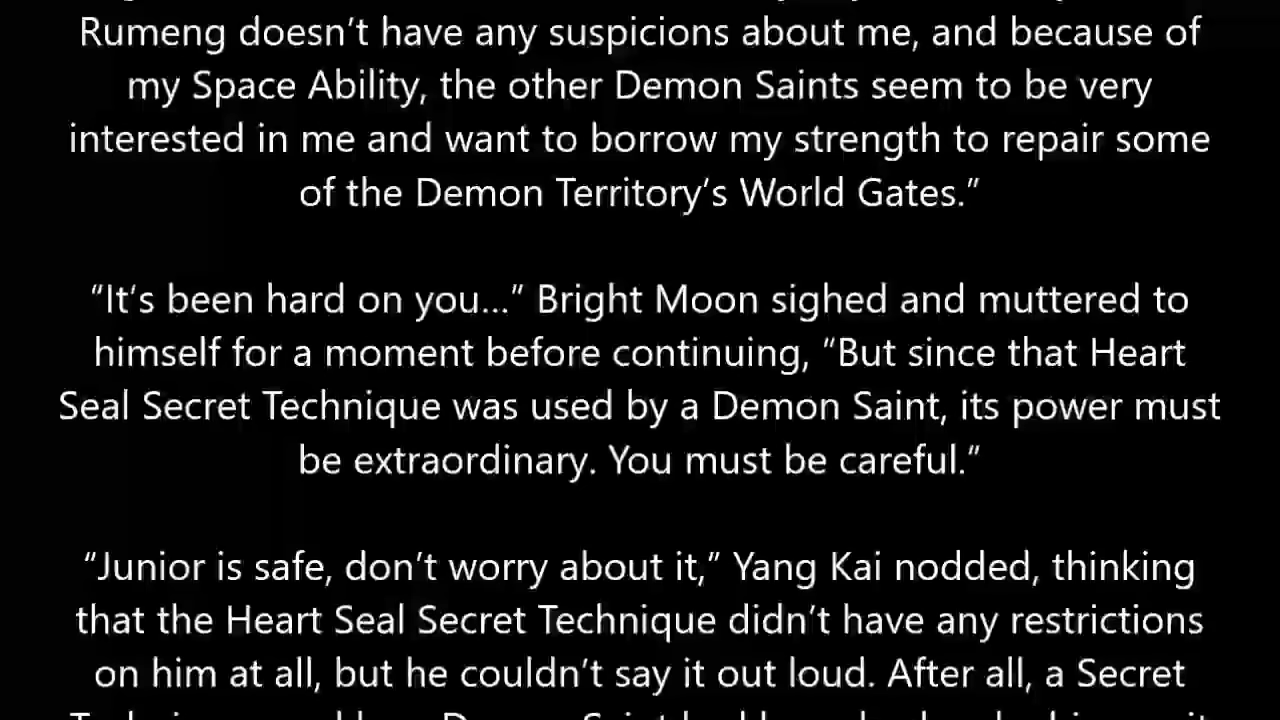 Rumeng doesn’t have any suspicions about me, and because of
my Space Ability, the other Demon Saints seem to be very
interested in me and want to borrow my strength to repair some
of the Demon Territory’s World Gates.”
“It’s been hard on you...” Bright Moon sighed and muttered to
himself for a moment before continuing, “But since that Heart
Seal Secret Technique was used by a Demon Saint, its power must
be extraordinary. You must be careful.”
“Junior is safe, don’t worry about it,” Yang Kai nodded, thinking
that the Heart Seal Secret Technique didn’t have any restrictions
on him at all, but he couldn’t say it out loud. After all, a Secret